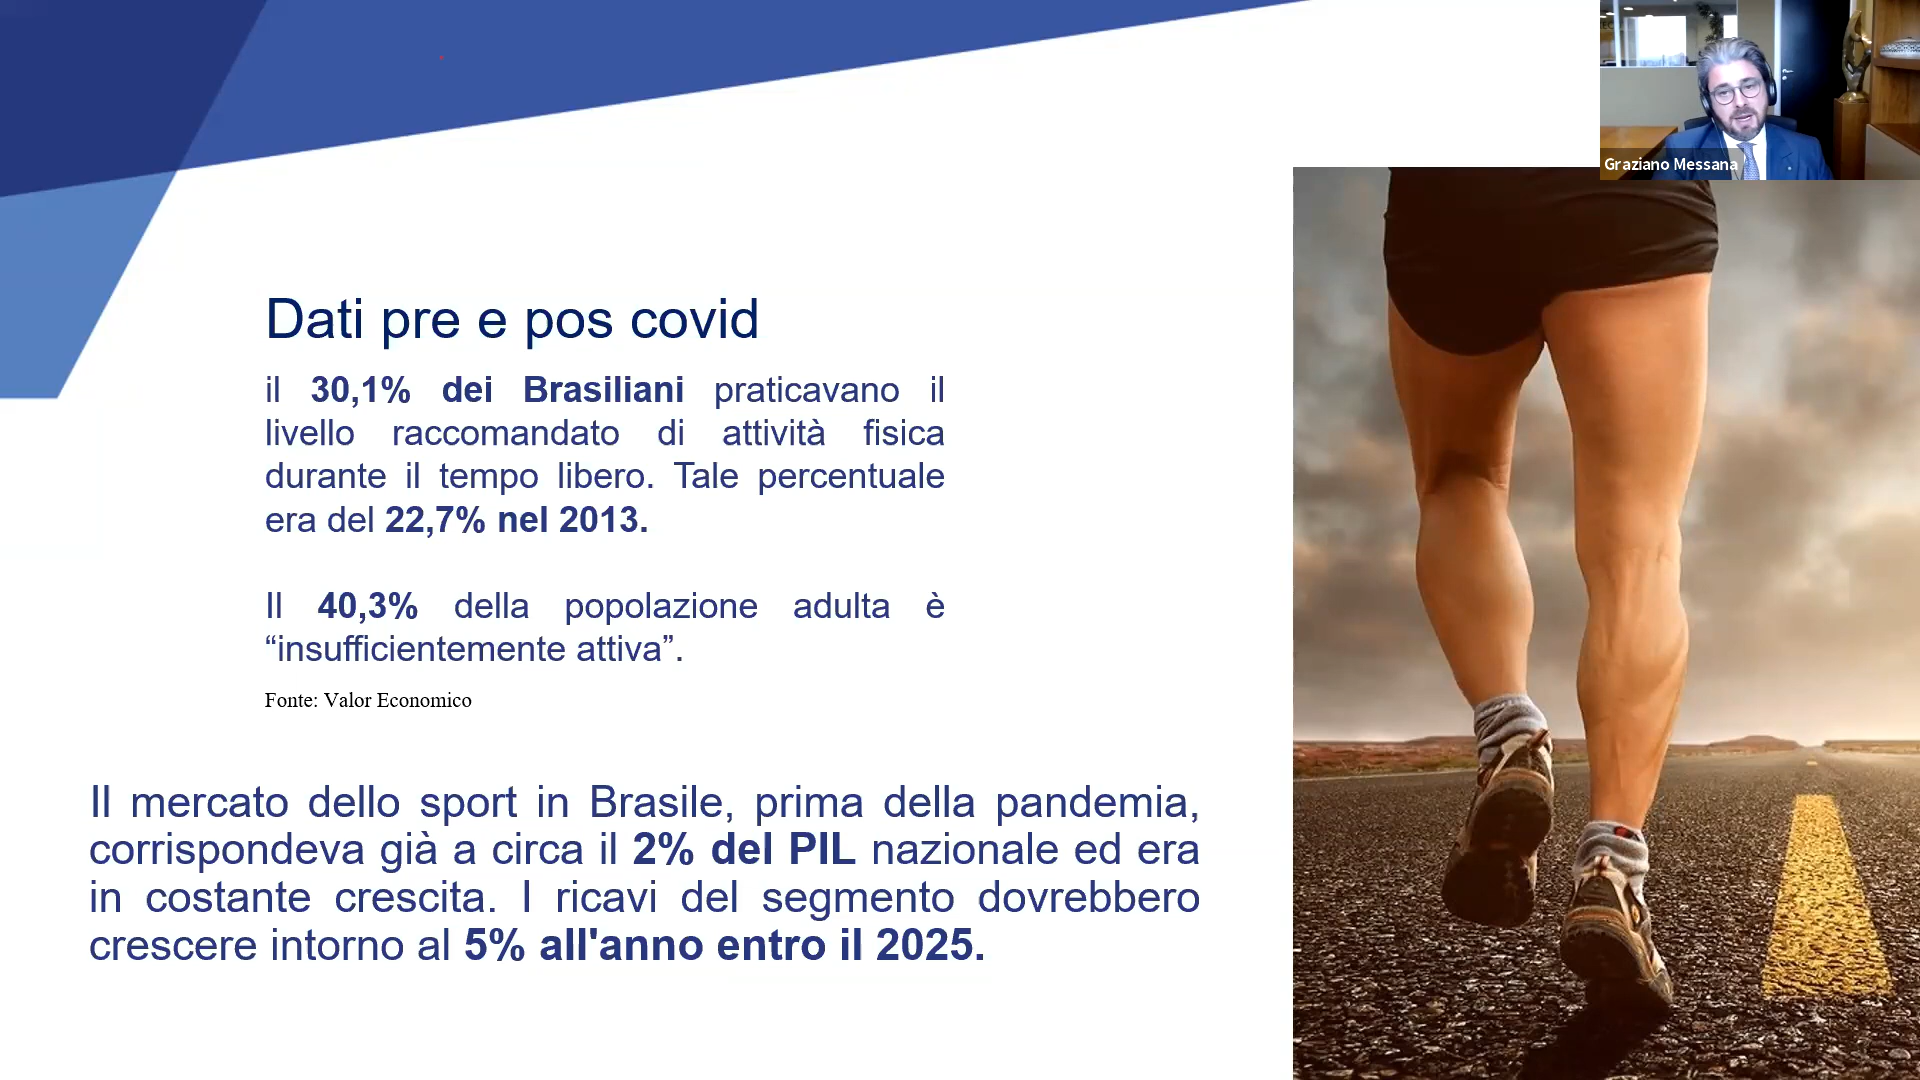 Graziano Messana
Dati pre e pos covid
il 30,1% dei Brasiliani praticavano il
livello raccomandato di attività fisica
durante il tempo libero. Tale percentuale
era del 22,7% nel 2013.
Il 40,3% della popolazione adulta è
“insufficientemente attiva”.
Fonte: Valor Economico
Il mercato dello sport in Brasile, prima della pandemia,
corrispondeva già a circa il 2% del PIL nazionale ed era
in costante crescita. I ricavi del segmento dovrebbero
crescere intorno al 5% all'anno entro il 2025.